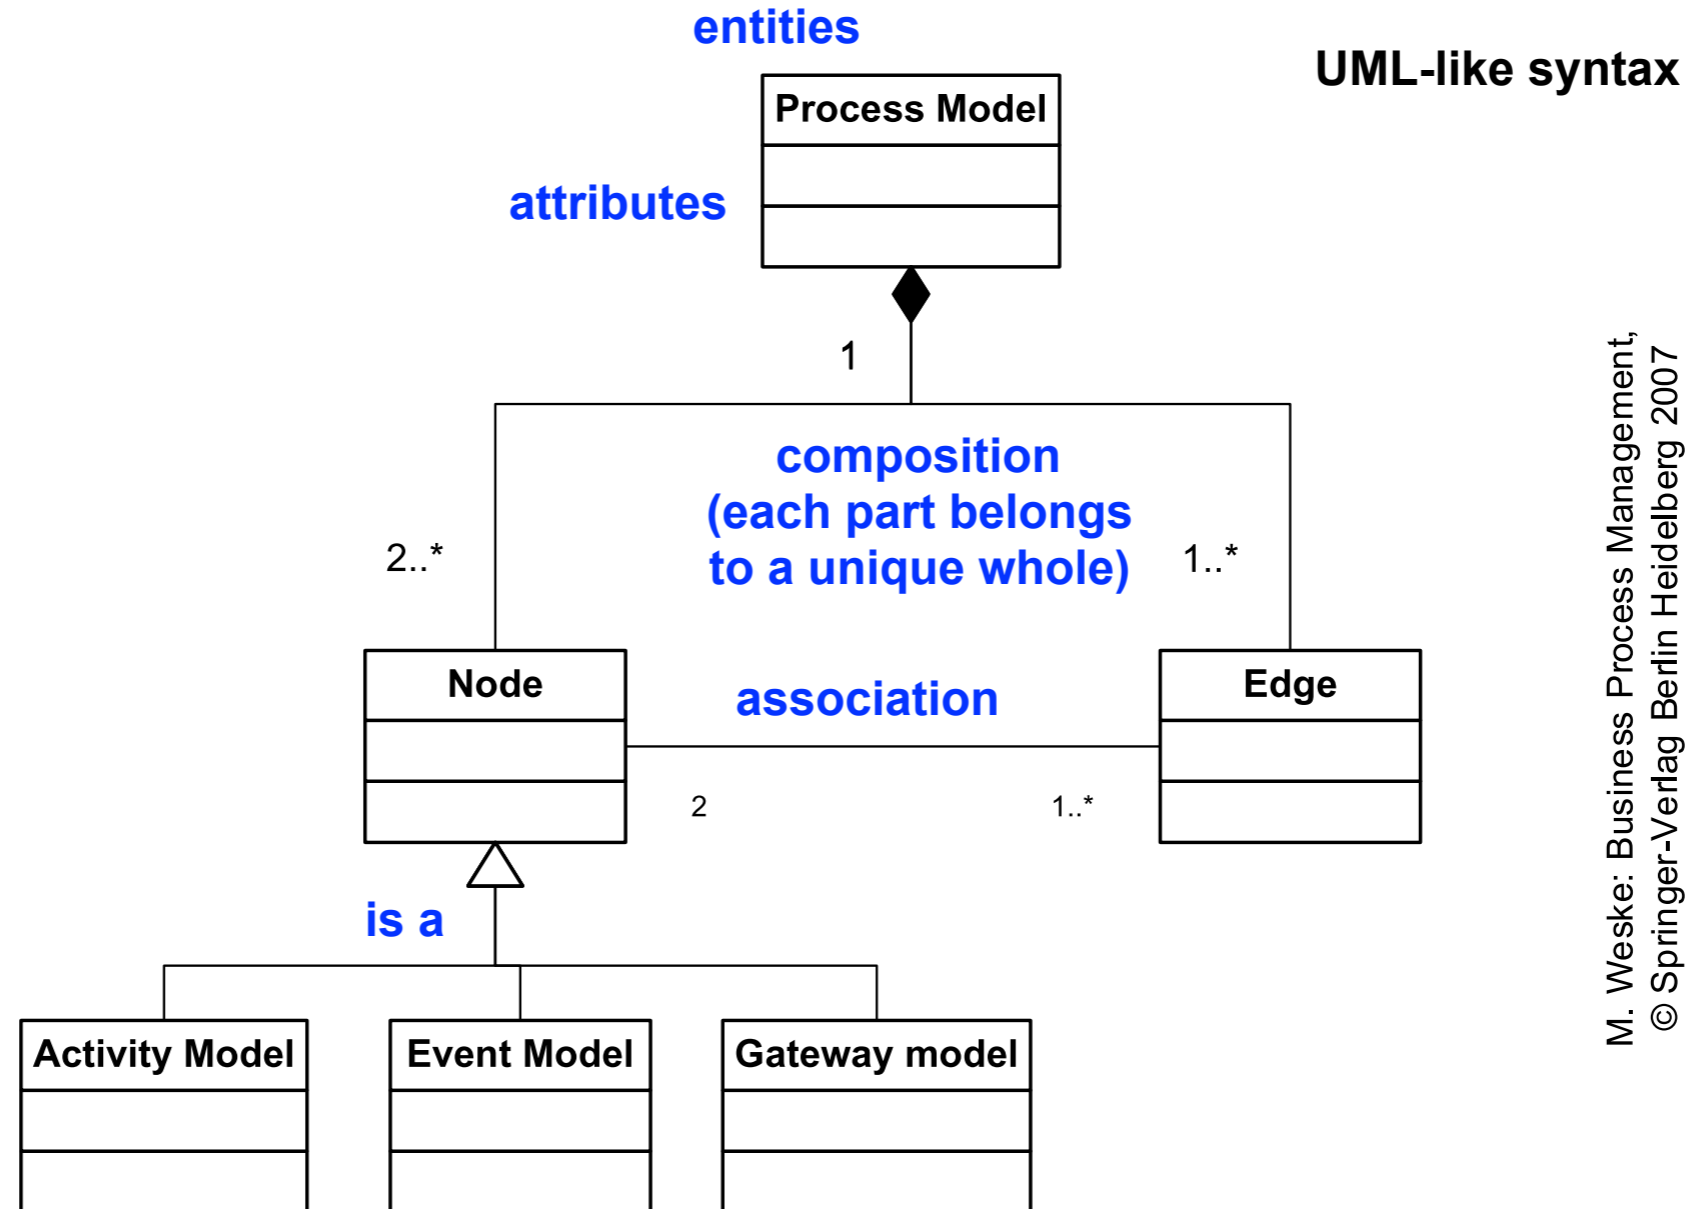 entities
UML-like syntax
Process Model
attributes
1
composition
(each part belongs
to a unique whole)
2..*
1..*
Node
association
Edge
2
1..*
is a
Activity Model
Event Model
Gateway model
M. Weske: Business Process Management,
© Springer-Verlag Berlin Heidelberg 2007